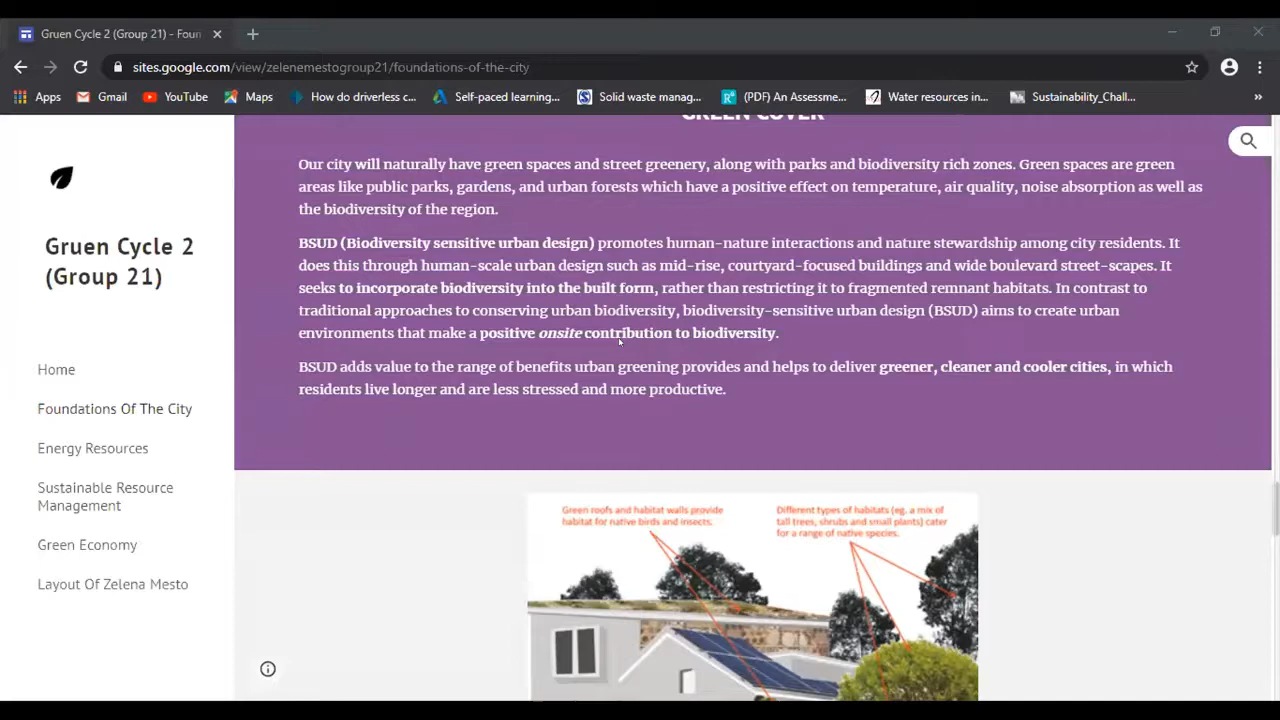 Gruen Cycle 2 (Group 21) - Foun
sites.google.com/view/zelenemestogroup21/foundations-of-the-city
Apps
Gmail
YouTube
Maps
How do driverless c...
Self-paced learning...
Solid waste manag...
(PDF) An Assessme...
Water resources in...
Sustainability_Chall...
»
Gruen Cycle 2
(Group 21)
Home
Foundations Of The City
Energy Resources
Sustainable Resource
Management
Green Economy
Layout Of Zelena Mesto
GREEN COVER
Our city will naturally have green spaces and street greenery, along with parks and biodiversity rich zones. Green spaces are green
areas like public parks, gardens, and urban forests which have a positive effect on temperature, air quality, noise absorption as well as
the biodiversity of the region.
BSUD (Biodiversity sensitive urban design) promotes human-nature interactions and nature stewardship among city residents. It
does this through human-scale urban design such as mid-rise, courtyard-focused buildings and wide boulevard street-scapes. It
seeks to incorporate biodiversity into the built form, rather than restricting it to fragmented remnant habitats. In contrast to
traditional approaches to conserving urban biodiversity, biodiversity-sensitive urban design (BSUD) aims to create urban
environments that make a positive onsite contribution to biodiversity.
BSUD adds value to the range of benefits urban greening provides and helps to deliver greener, cleaner and cooler cities, in which
residents live longer and are less stressed and more productive.
Green roofs and habitat walls provide
habitat for native birds and insects.
Different types of habitats (eg. a mix of
tall trees, shrubs and small plants) cater
for a range of native species.